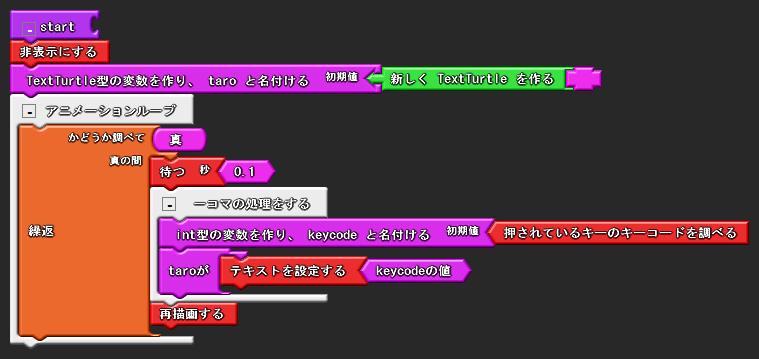 - start
非表示にする
TextTurtle型の変数を作り、 taro と名付ける 初期値 新しく TextTurtle を作る
- アニメーションループ
かどうか調べて 真
真の間 待つ 秒 0.1
- 一コマの処理をする
繰返
int型の変数を作り、 keycode と名付ける 初期値 押されているキーのキーコードを調べる
taroが テキストを設定する keycodeの値
再描画する